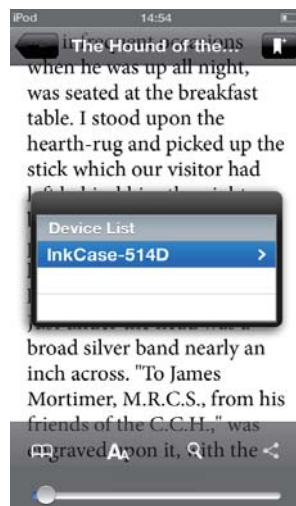 iPod 14:54
infrequent occasions
The Hound of the...
when he was up all night,
was seated at the breakfast
table. I stood upon the
hearth-rug and picked up the
stick which our visitor had
Device List
InkCase-514D
broad silver band nearly an
inch across. "To James
Mortimer, M.R.C.S., from his
friends of the C.C.H.," was
engraved upon it, with the
AA